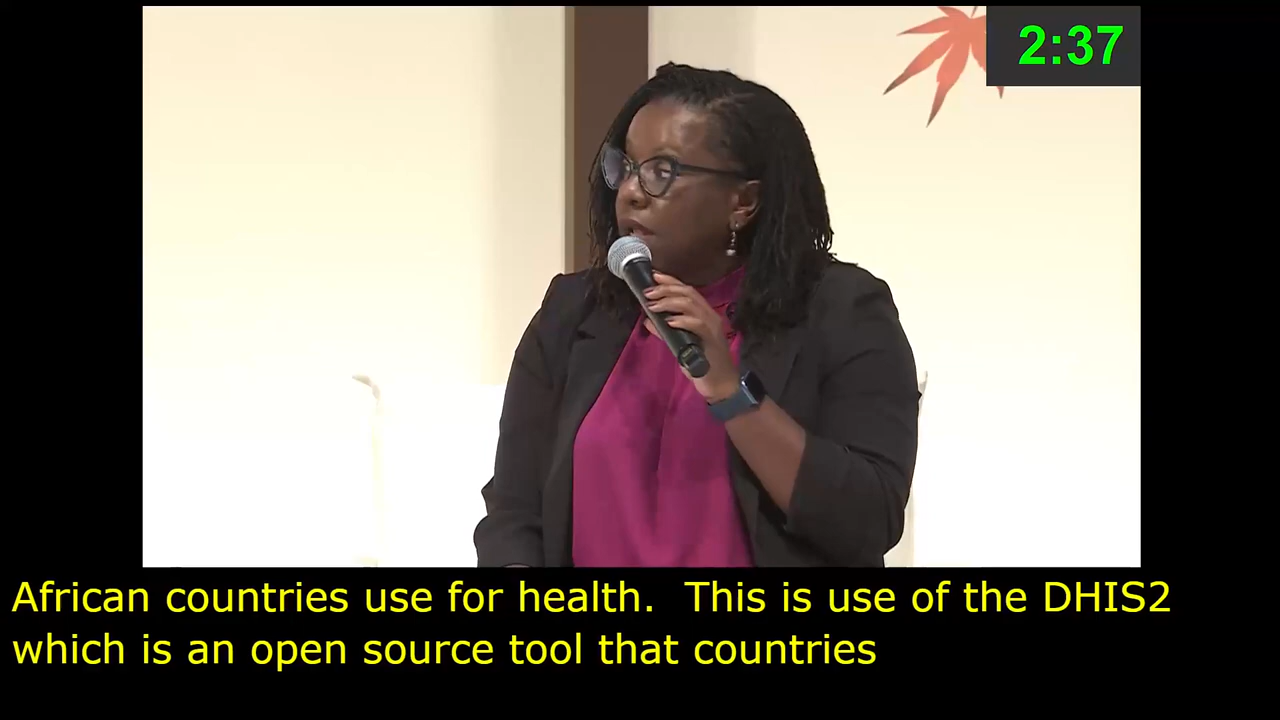 2:37
African countries use for health.  This is use of the DHIS2
which is an open source tool that countries